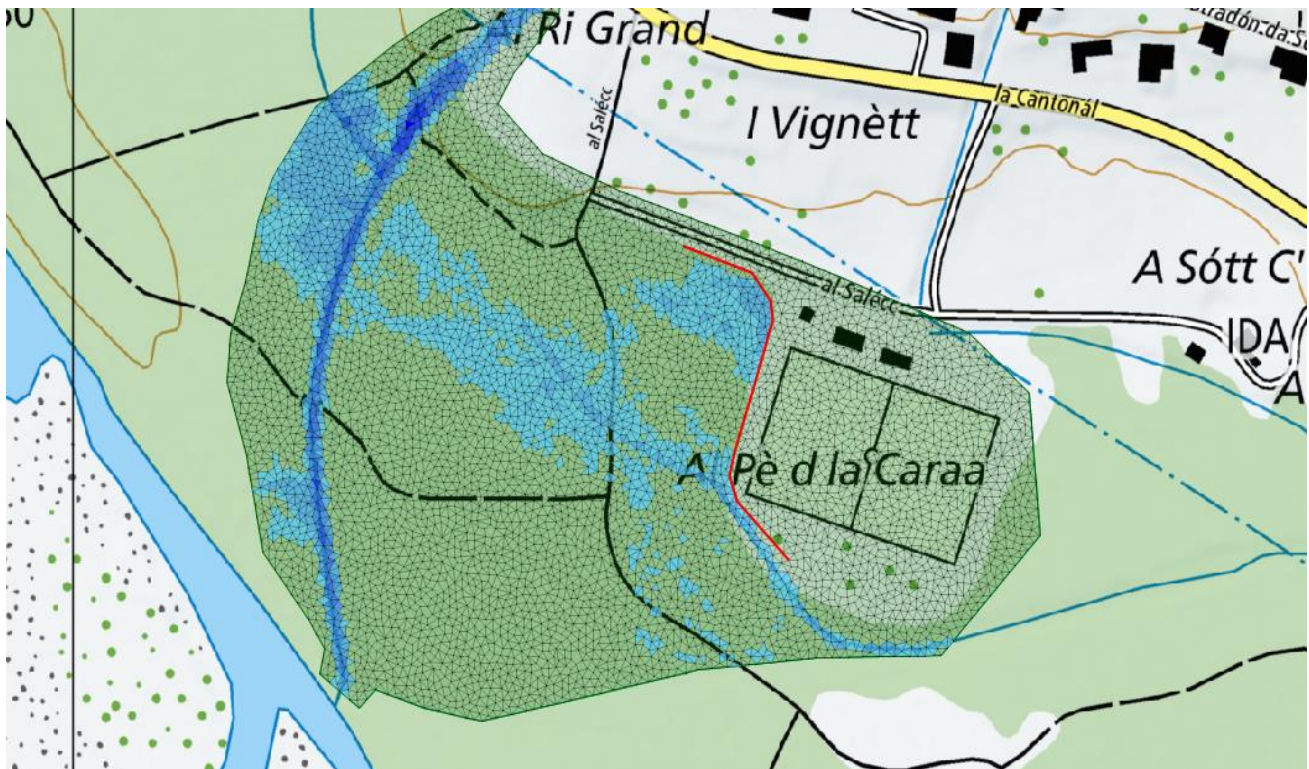 Ri Grand
al Salécc
I Vignètt
la Cantonál
A Sótt C'
al Salécc
IDA
A
A Pè d la Caraa